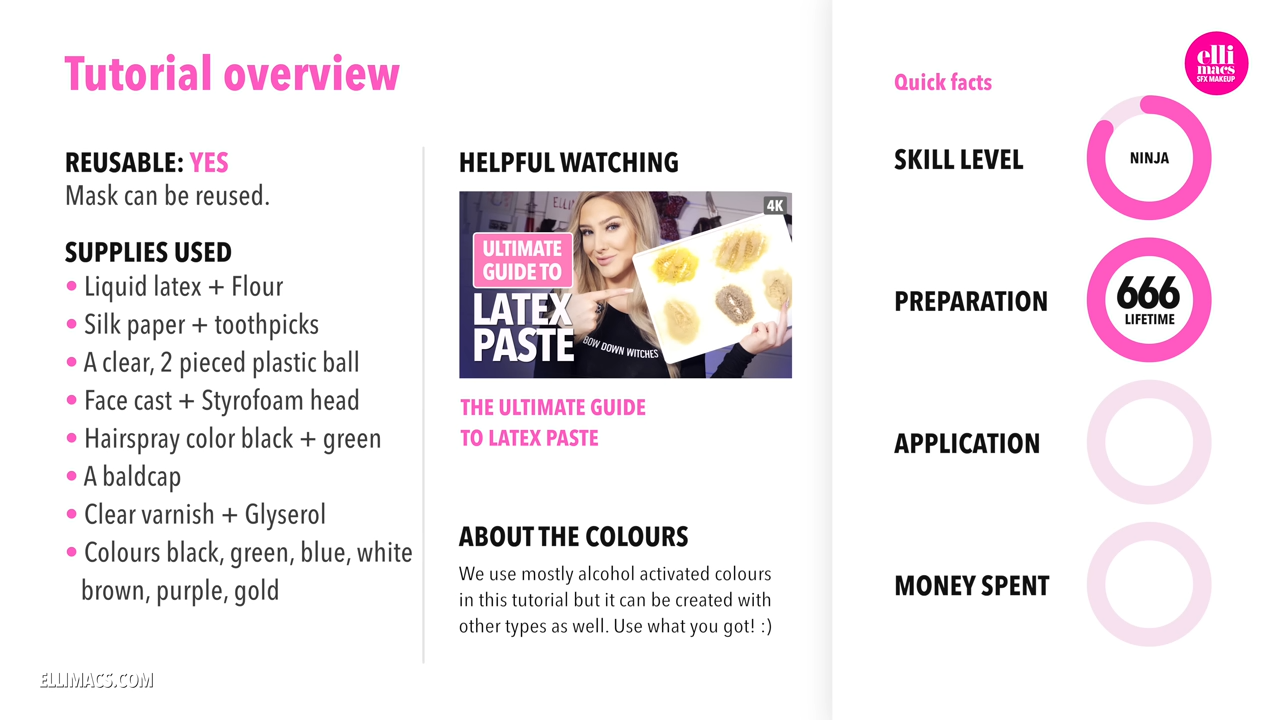 Tutorial overview
REUSABLE: YES
Mask can be reused.
SUPPLIES USED
• Liquid latex + Flour
• Silk paper + toothpicks
• A clear, 2 pieced plastic ball
• Face cast + Styrofoam head
• Hairspray color black + green
• A baldcap
• Clear varnish + Glyserol
• Colours black, green, blue, white
brown, purple, gold
ELLIMACS.COM
HELPFUL WATCHING
ELLI
4K
ULTIMATE
GUIDE TO
LATEX
PASTE
BOW DOWN WITCHES
THE ULTIMATE GUIDE
TO LATEX PASTE
ABOUT THE COLOURS
We use mostly alcohol activated colours
in this tutorial but it can be created with
other types as well. Use what you got! :)
elli
macs
SFX MAKEUP
Quick facts
SKILL LEVEL
NINJA
PREPARATION
666
LIFETIME
APPLICATION
MONEY SPENT